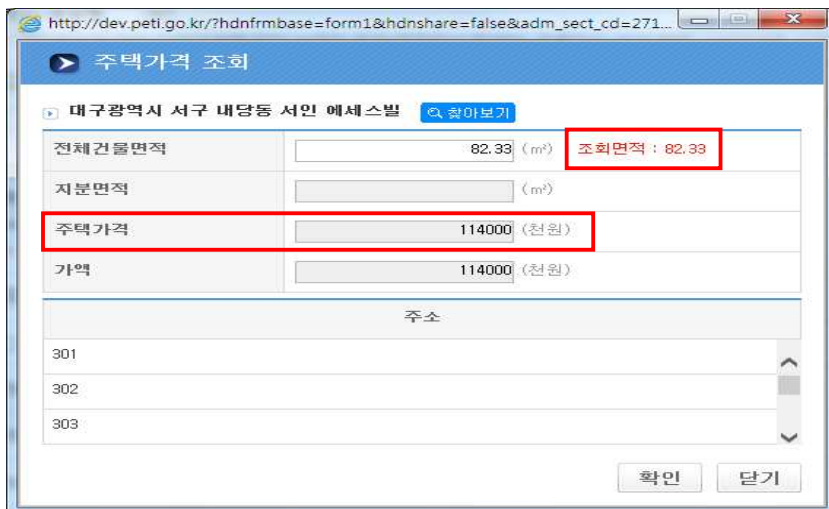 http://dev.peti.go.kr/?hdnfrmbase=form1&hdnshare=false&adm_sect_cd=271...
주택가격 조회
대구광역시 서구 내당동 서인 에세스빌 찾아보기
전체건물면적 82.33 (㎡) 조회면적 : 82.33
지분면적 (㎡)
주택가격 114000 (천원)
가액 114000 (천원)
주소
301
302
303
확인 닫기